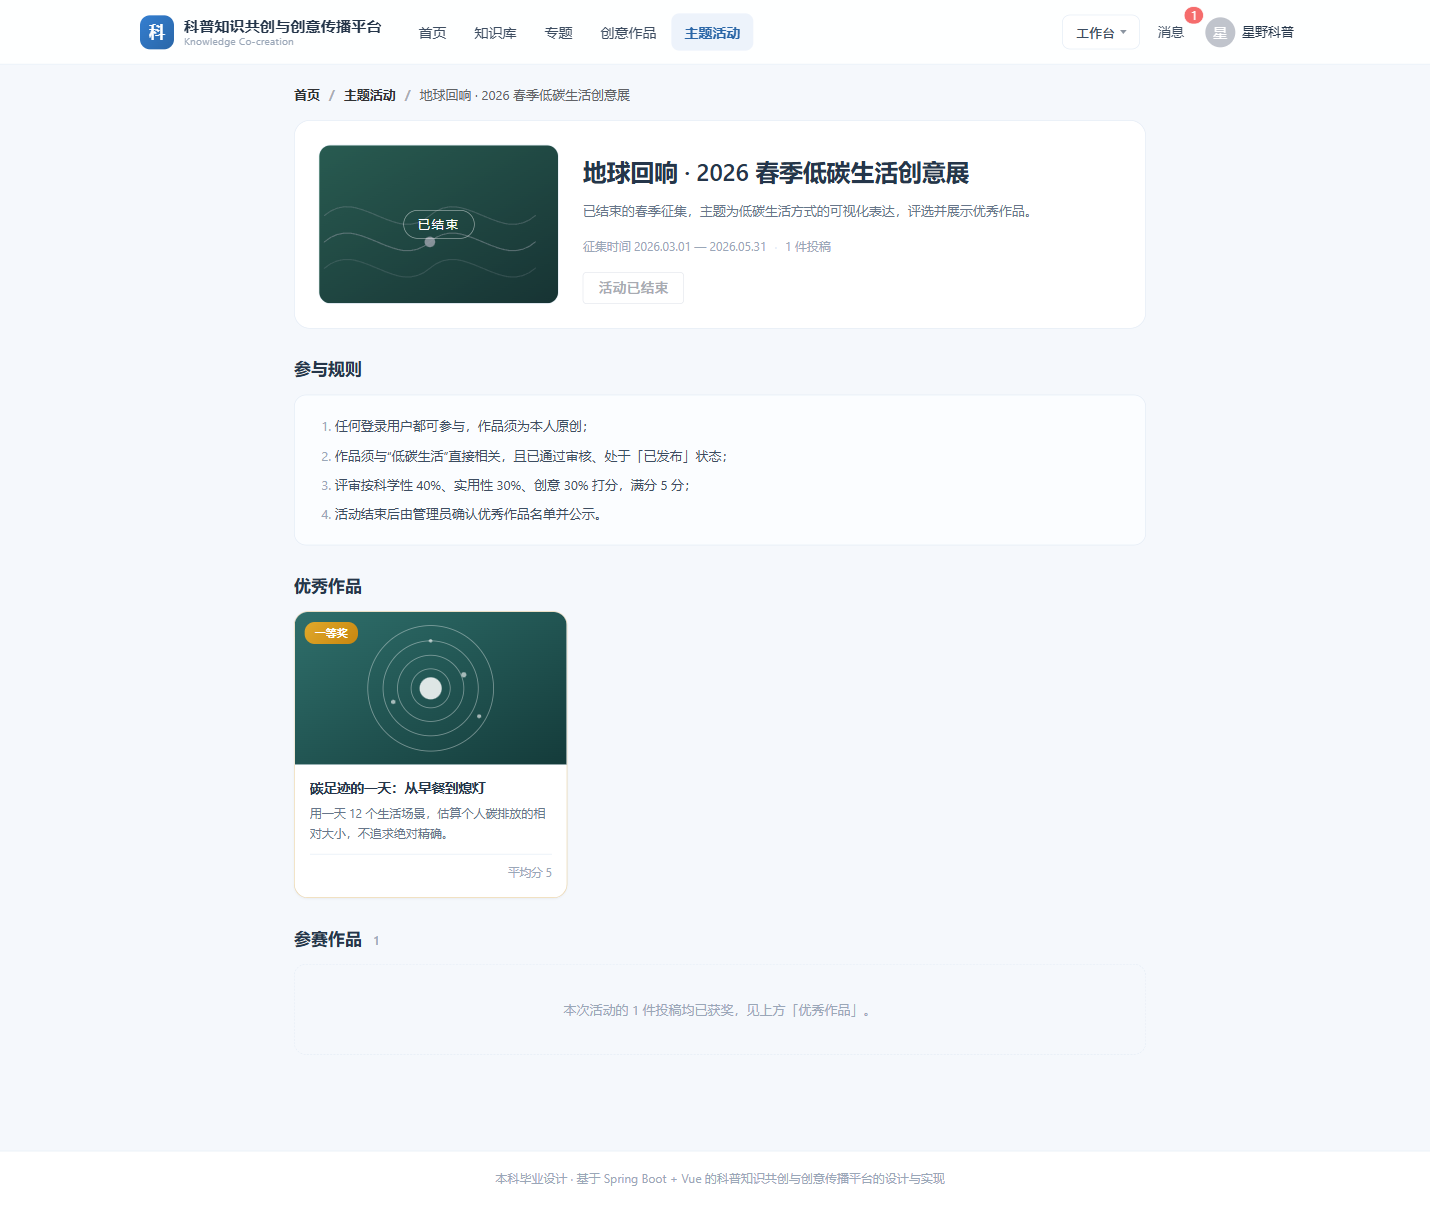 科 科普知识共创与创意传播平台
Knowledge Co-creation
首页 知识库 专题 创意作品 主题活动
工作台 消息 1 星 星野科普
首页 / 主题活动 / 地球回响 · 2026 春季低碳生活创意展
已结束
地球回响 · 2026 春季低碳生活创意展
已结束的春季征集，主题为低碳生活方式的可视化表达，评选并展示优秀作品。
征集时间 2026.03.01 — 2026.05.31 · 1 件投稿
活动已结束
参与规则
1. 任何登录用户都可参与，作品须为本人原创；
2. 作品须与“低碳生活”直接相关，且已通过审核、处于「已发布」状态；
3. 评审按科学性 40%、实用性 30%、创意 30% 打分，满分 5 分；
4. 活动结束后由管理员确认优秀作品名单并公示。
优秀作品
一等奖
碳足迹的一天：从早餐到熄灯
用一天 12 个生活场景，估算个人碳排放的相
对大小，不追求绝对精确。
平均分 5
参赛作品 1
本次活动的 1 件投稿均已获奖，见上方「优秀作品」。
本科毕业设计 · 基于 Spring Boot + Vue 的科普知识共创与创意传播平台的设计与实现